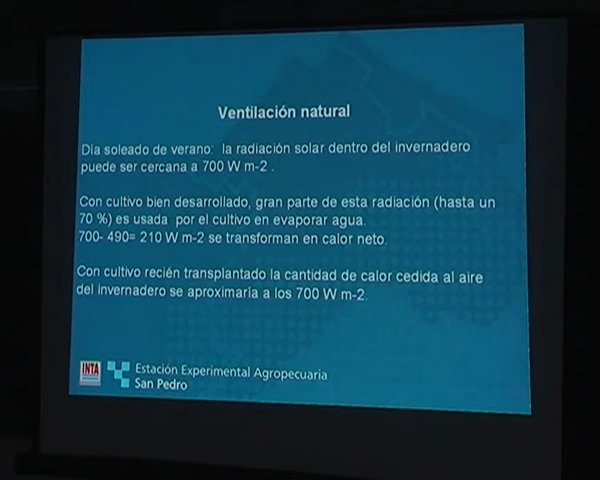 Ventilación natural
Dia soleado de verano: la radiación solar dentro del invernadero
puede ser cercana a 700 W m-2 .
Con cultivo bien desarrollado, gran parte de esta radiación (hasta un
70 %) es usada por el cultivo en evaporar agua.
700- 490= 210 W m-2 se transforman en calor neto.
Con cultivo recién transplantado la cantidad de calor cedida al aire
del invernadero se aproximaría a los 700 W m-2.
INTA
Estación Experimental Agropecuaria
San Pedro